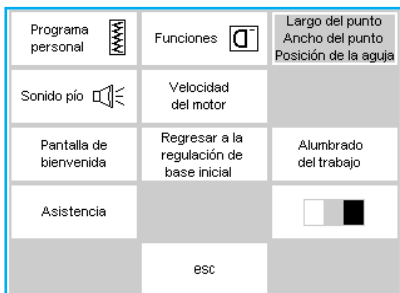 Programa
personal
Funciones
Largo del punto
Ancho del punto
Posición de la aguja
Sonido pío
Velocidad
del motor
Pantalla de
bienvenida
Regresar a la
regulación de
base inicial
Alumbrado
del trabajo
Asistencia
esc